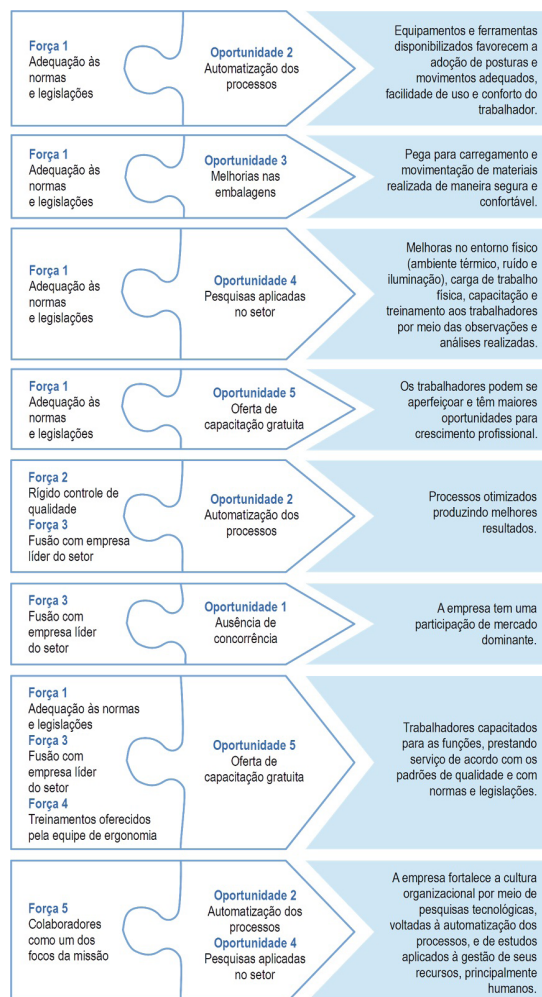 Força 1
Adequação às
normas
e legislações
Oportunidade 2
Automatização dos
processos
Equipamentos e ferramentas
disponibilizados favorecem a
adoção de posturas e
movimentos adequados,
facilidade de uso e conforto do
trabalhador.
Força 1
Adequação às
normas
e legislações
Oportunidade 3
Melhorias nas
embalagens
Pega para carregamento e
movimentação de materiais
realizada de maneira segura e
confortável.
Força 1
Adequação às
normas
e legislações
Oportunidade 4
Pesquisas aplicadas
no setor
Melhoras no entorno físico
(ambiente térmico, ruído e
iluminação), carga de trabalho
física, capacitação e
treinamento aos trabalhadores
por meio das observações e
análises realizadas.
Força 1
Adequação às
normas
e legislações
Oportunidade 5
Oferta de
capacitação gratuita
Os trabalhadores podem se
aperfeiçoar e têm maiores
oportunidades para
crescimento profissional.
Força 2
Rígido controle de
qualidade
Força 3
Fusão com empresa
líder do setor
Oportunidade 2
Automatização dos
processos
Processos otimizados
produzindo melhores
resultados.
Força 3
Fusão com
empresa líder
do setor
Oportunidade 1
Ausência de
concorrência
A empresa tem uma
participação de mercado
dominante.
Força 1
Adequação às normas
e legislações
Força 3
Fusão com
empresa líder
do setor
Força 4
Treinamentos oferecidos
pela equipe de ergonomia
Oportunidade 5
Oferta de
capacitação gratuita
Trabalhadores capacitados
para as funções, prestando
serviço de acordo com os
padrões de qualidade e com
normas e legislações.
Força 5
Colaboradores
como um dos
focos da missão
Oportunidade 2
Automatização dos
processos
Oportunidade 4
Pesquisas aplicadas
no setor
A empresa fortalece a cultura
organizacional por meio de
pesquisas tecnológicas,
voltadas à automatização dos
processos, e de estudos
aplicados à gestão de seus
recursos, principalmente
humanos.